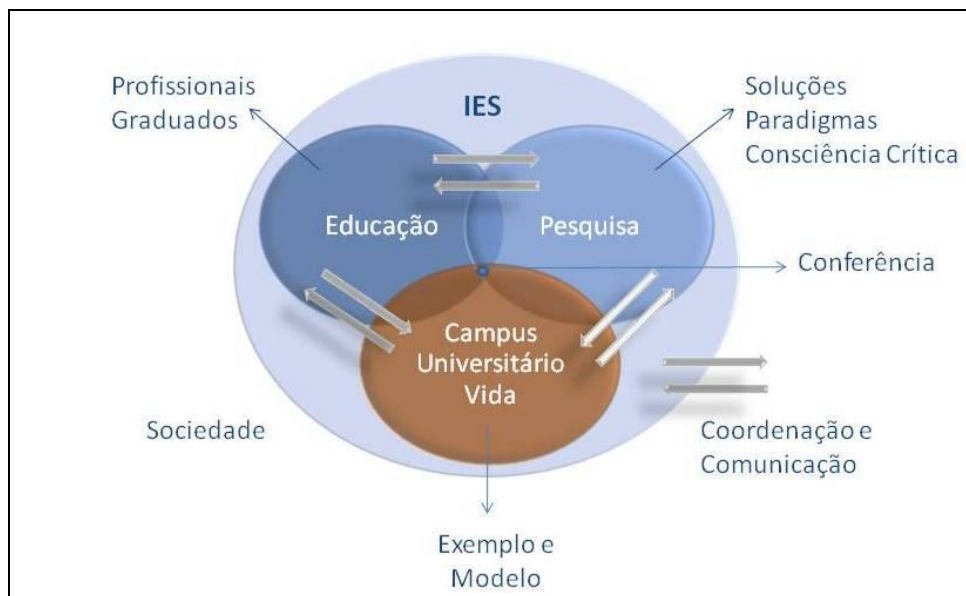 Profissionais
Graduados
IES
Soluções
Paradigmas
Consciência Crítica
Educação
Pesquisa
Conferência
Campus
Universitário
Vida
Sociedade
Coordenação e
Comunicação
Exemplo e
Modelo